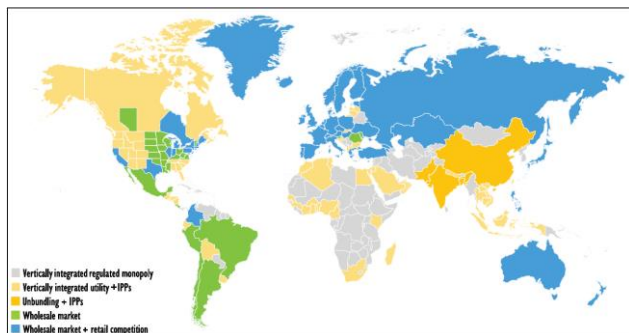 Vertically integrated regulated monopoly
Vertically integrated utility +IPPs
Unbundling + IPPs
Wholesale market
Wholesale market + retail competition